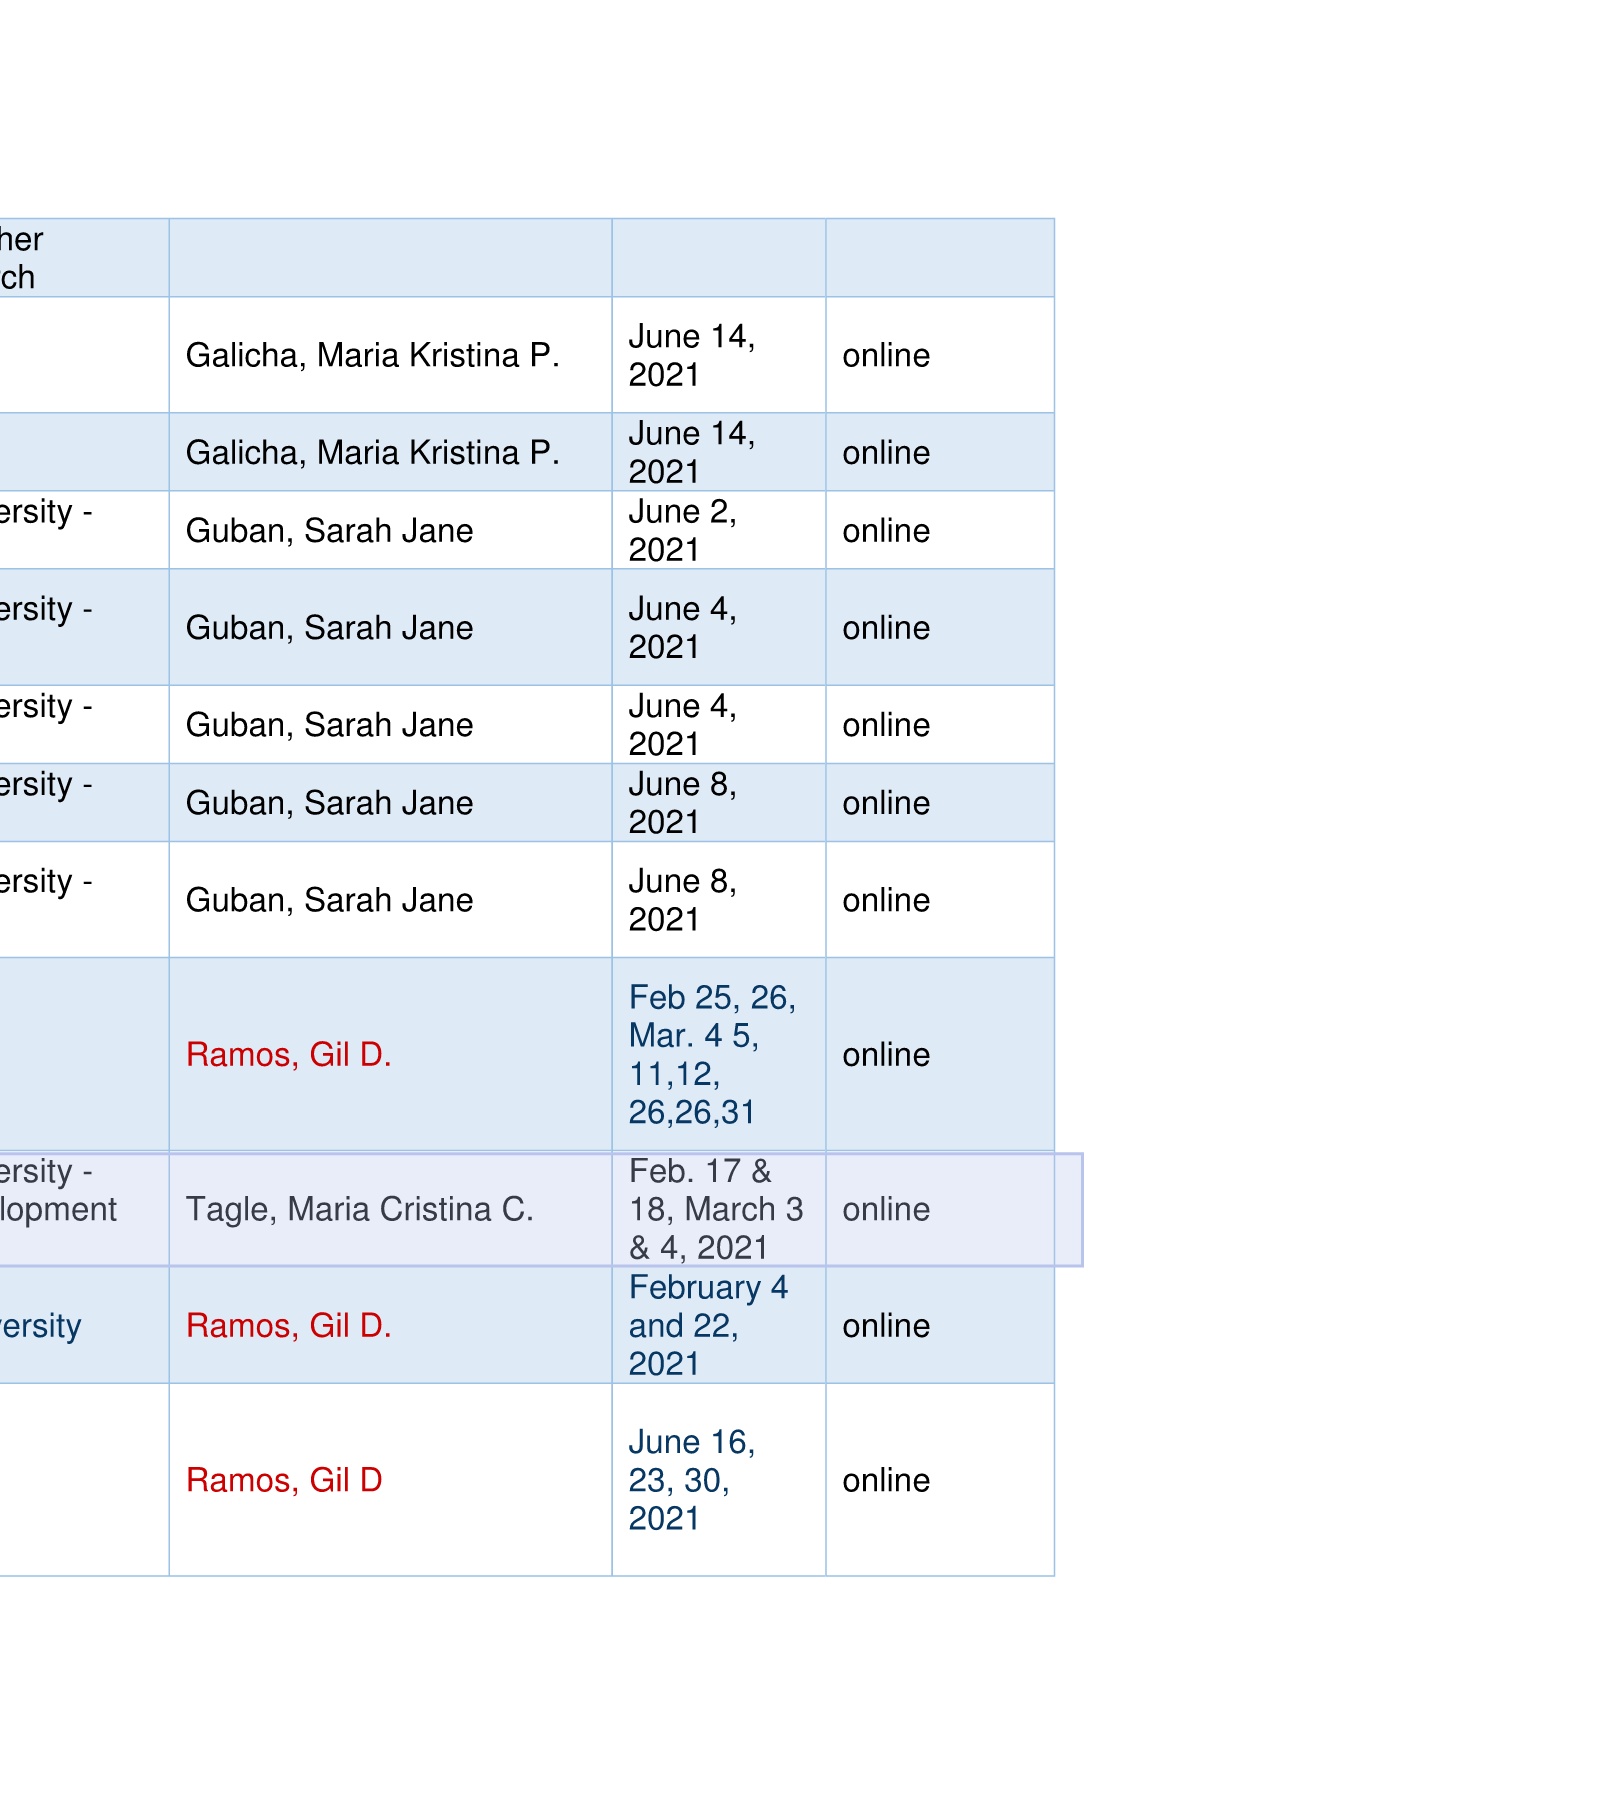 her
rch
Galicha, Maria Kristina P.
June 14,
2021
online
Galicha, Maria Kristina P.
June 14,
2021
online
ersity -
Guban, Sarah Jane
June 2,
2021
online
ersity -
Guban, Sarah Jane
June 4,
2021
online
ersity -
Guban, Sarah Jane
June 4,
2021
online
ersity -
Guban, Sarah Jane
June 8,
2021
online
ersity -
Guban, Sarah Jane
June 8,
2021
online
Ramos, Gil D.
Feb 25, 26,
Mar. 4 5,
11,12,
26,26,31
online
ersity -
lopment
Tagle, Maria Cristina C.
Feb. 17 &
18, March 3
& 4, 2021
online
versity
Ramos, Gil D.
February 4
and 22,
2021
online
Ramos, Gil D
June 16,
23, 30,
2021
online